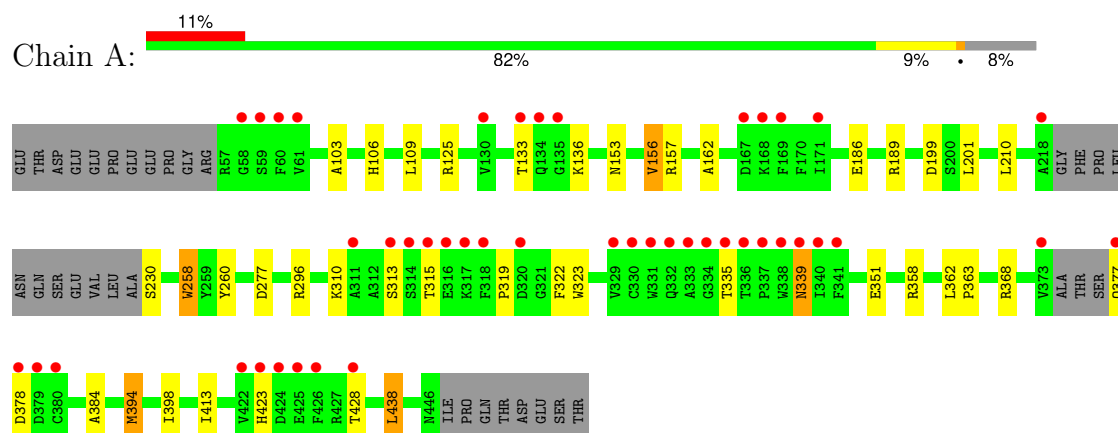 11%
Chain A:
82% 9% • 8%
GLU THR ASP GLU GLU PRO GLU GLU PRO GLY ARG R57 G58 S59 F60 V61 A103 H106 L109 R125 V130 T133 Q134 G135 K136 N153 V156 R157 A162 D167 K168 F169 F170 I171 E186 R189 D199 S200 L201 L210 A218 GLY PHE PRO LEU
ASN GLN SER GLU VAL LEU ALA S230 W258 Y259 Y260 D277 R296 K310 A311 A312 S313 S314 T315 E316 K317 F318 P319 D320 G321 F322 W323 V329 C330 W331 Q332 A333 G334 T335 T336 P337 W338 N339 I340 F341 E351 R358 L362 P363 R368 V373 ALA THR SER Q377
D378 D379 C380 A384 M394 I398 I413 V422 H423 D424 E425 F426 R427 T428 L438 N446 ILE PRO GLN THR ASP GLU SER THR